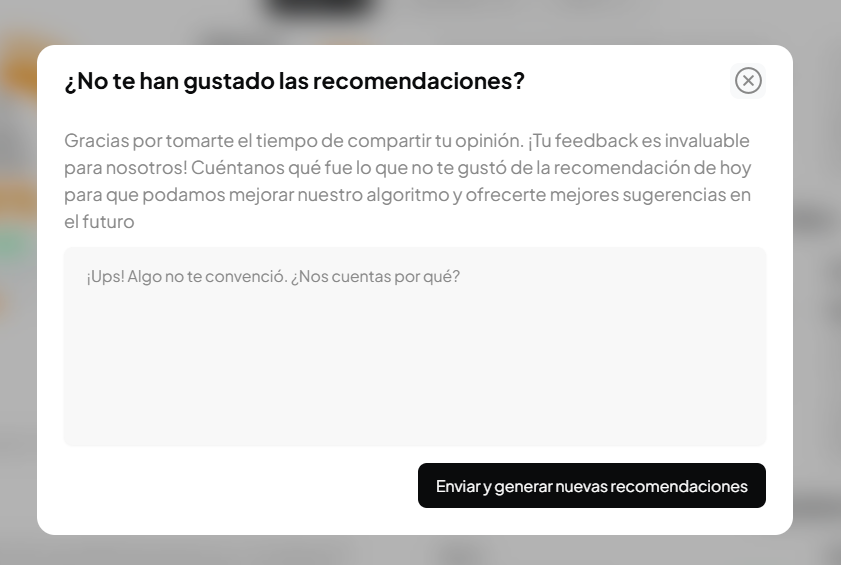 ¿No te han gustado las recomendaciones?
Gracias por tomarte el tiempo de compartir tu opinión. ¡Tu feedback es invaluable
para nosotros! Cuéntanos qué fue lo que no te gustó de la recomendación de hoy
para que podamos mejorar nuestro algoritmo y ofrecerte mejores sugerencias en
el futuro
¡Ups! Algo no te convenció. ¿Nos cuentas por qué?
Enviar y generar nuevas recomendaciones